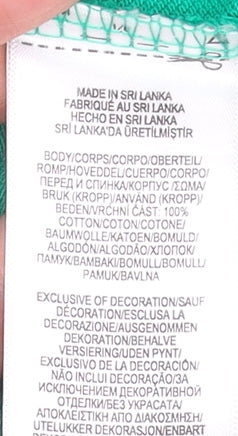 MADE IN SRI LANKA
FABRIQUÉ AU SRI LANKA
HECHO EN SRI LANKA
SRİ LANKA'DA ÜRETİLMİŞTİR
BODY/CORPS/CORPO/OBERTEIL/
ROMP/HOVEDDEL/CUERPO/CORPO/
ПЕРЕД И СПИНКА/КОРПУС /ΣΩΜΑ/
BRUK (KROPP)/ANVÄND (KROPP)/
BEDEN/VRCHNÍ ČÁST: 100%
COTTON/COTON/COTONE/
BAUMWOLLE/KATOEN/BOMULD/
ALGODÓN/ALGODÃO/ХЛОПОК/
ПАМУК/ΒΑΜΒΑΚΙ/BOMULL/BOMULL/
PAMUK/BAVLNA
EXCLUSIVE OF DECORATION/SAUF
DÉCORATION/ESCLUSA LA
DECORAZIONE/AUSGENOMMEN
DEKORATION/BEHALVE
VERSIERING/UDEN PYNT/
EXCLUSIVO DE LA DECORACIÓN/
NÃO INCLUI DECORAÇÃO/ЗА
ИСКЛЮЧЕНИЕМ ДЕКОРАТИВНОЙ
ОТДЕЛКИ/БЕЗ УКРАСАТА/
ΑΠΟΚΛΕΙΣΤΙΚΗ ΑΠΟ ΔΙΑΚΟΣΜΗΣΗ/
UTELUKKER DEKORASJON/ENBART